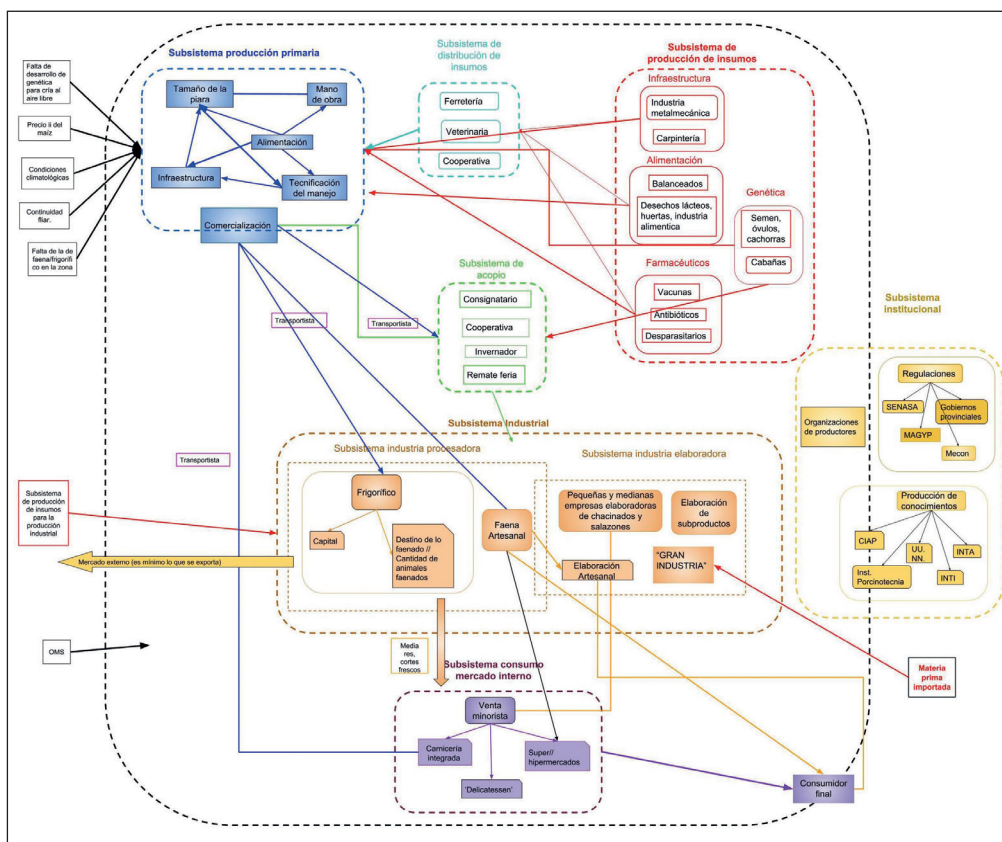 Falta de
desarrollo de
genética
para cría al
aire libre
Precio ii del
maíz
Condiciones
climatológicas
Continuidad
fliar.
Falta de la de
faena/frigorífi
co en la zona
Subsistema producción primaria
Tamaño de la
piara
Mano
de obra
Alimentación
Infraestructura
Tecnificación
del manejo
Comercialización
Subsistema de
distribución de
insumos
Ferretería
Veterinaria
Cooperativa
Subsistema de
producción de insumos
Infraestructura
Industria
metalmecánica
Carpintería
Alimentación
Balanceados
Desechos lácteos,
huertas, industria
alimentica
Genética
Semen,
óvulos,
cachorras
Cabañas
Farmacéuticos
Vacunas
Antibióticos
Desparasitarios
Subsistema de
acopio
Consignatario
Cooperativa
Invernador
Remate feria
Transportista
Transportista
Transportista
Subsistema
institucional
Organizaciones
de productores
Regulaciones
SENASA
Gobiernos
provinciales
MAGYP
Mecon
Producción de
conocimientos
CIAP
UU.
NN.
INTA
Inst.
Porcinotecnia
INTI
Subsistema Industrial
Subsistema industria procesadora
Subsistema industria elaboradora
Frigorífico
Capital
Destino de lo
faenado //
Cantidad de
animales
faenados
Faena
Artesanal
Pequeñas y medianas
empresas elaboradoras
de chacinados y
salazones
Elaboración
de
subproductos
Elaboración
Artesanal
"GRAN
INDUSTRIA"
Subsistema
de producción
de insumos
para la
producción
industrial
Mercado externo (es mínimo lo que se exporta)
OMS
Media
res, cortes
frescos
Subsistema consumo
mercado interno
Venta
minorista
Carnicería
integrada
Super//
hipermercados
'Delicatessen'
Materia
prima
importada
Consumidor
final